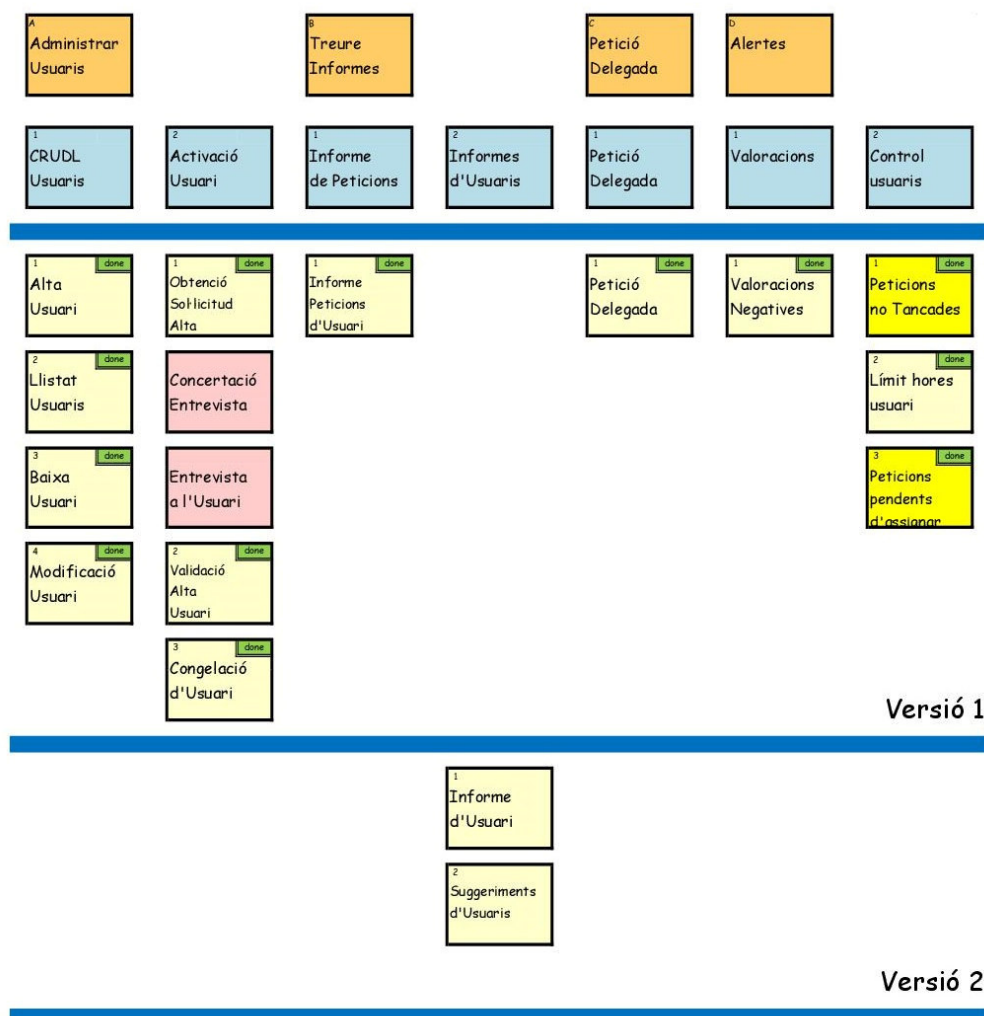 A
Administrar
Usuaris
B
Treure
Informes
C
Petició
Delegada
D
Alertes
1
CRUDL
Usuaris
2
Activació
Usuari
1
Informe
de Peticions
2
Informes
d'Usuaris
1
Petició
Delegada
1
Valoracions
2
Control
usuaris
1 done
Alta
Usuari
1 done
Obtenció
Sol·licitud
Alta
1 done
Informe
Peticions
d'Usuari
1 done
Petició
Delegada
1 done
Valoracions
Negatives
1 done
Peticions
no Tancades
2 done
Llistat
Usuaris
Concertació
Entrevista
2 done
Límit hores
usuari
3 done
Baixa
Usuari
Entrevista
a l'Usuari
3 done
Peticions
pendents
d'assignar
4 done
Modificació
Usuari
2 done
Validació
Alta
Usuari
3 done
Congelació
d'Usuari
Versió 1
1
Informe
d'Usuari
2
Suggeriments
d'Usuaris
Versió 2